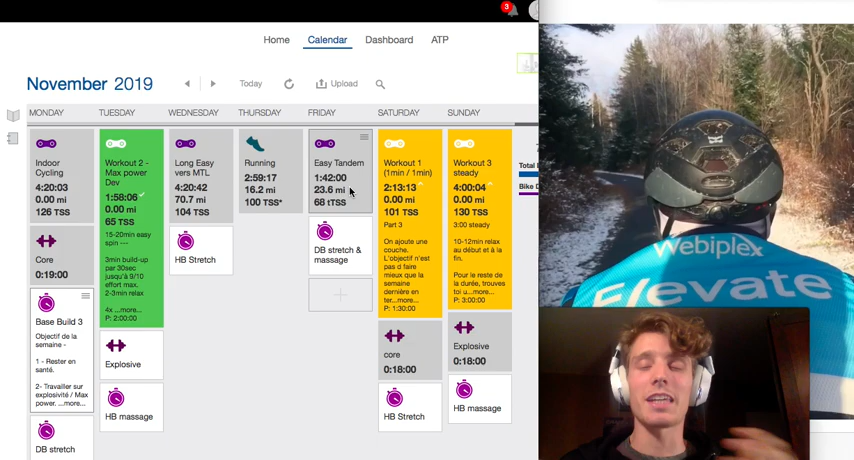 3
Home
Calendar
Dashboard
ATP
November 2019
Today
Upload
MONDAY
TUESDAY
WEDNESDAY
THURSDAY
FRIDAY
SATURDAY
SUNDAY
Indoor
Cycling
4:20:03
0.00 mi
126 TSS
Core
0:19:00
Base Build 3
Objectif de la
semaine -
1 - Rester en
santé.
2- Travailler sur
explosivité / Max
power. ...more...
DB stretch
Workout 2 -
Max power
Dev
1:58:06
0.00 mi
65 TSS
15-20min easy
spin ---
3min build-up
par 30sec
jusqu'à 9/10
effort max.
2-3min relax
4x ...more...
P: 2:00:00
Explosive
HB massage
Long Easy
vers MTL
4:20:42
70.7 mi
104 TSS
HB Stretch
Running
2:59:17
16.2 mi
100 TSS*
Easy Tandem
1:42:00
23.6 mi
68 tTSS
DB stretch &
massage
Workout 1
(1min / 1min)
2:13:13
0.00 mi
101 TSS
Part 3
On ajoute une
couche.
L'objectif n'est
pas d faire
mieux que la
semaine
dernière en
ter...more...
P: 1:30:00
core
0:18:00
HB Stretch
Workout 3
steady
4:00:04
0.00 mi
130 TSS
3:00 steady
10-12min relax
au début et à la
fin.
Pour le reste de
la durée, trouves
toi u...more...
P: 3:00:00
Explosive
0:18:00
HB massage
Total
Bike D
Webiplex
Elevate